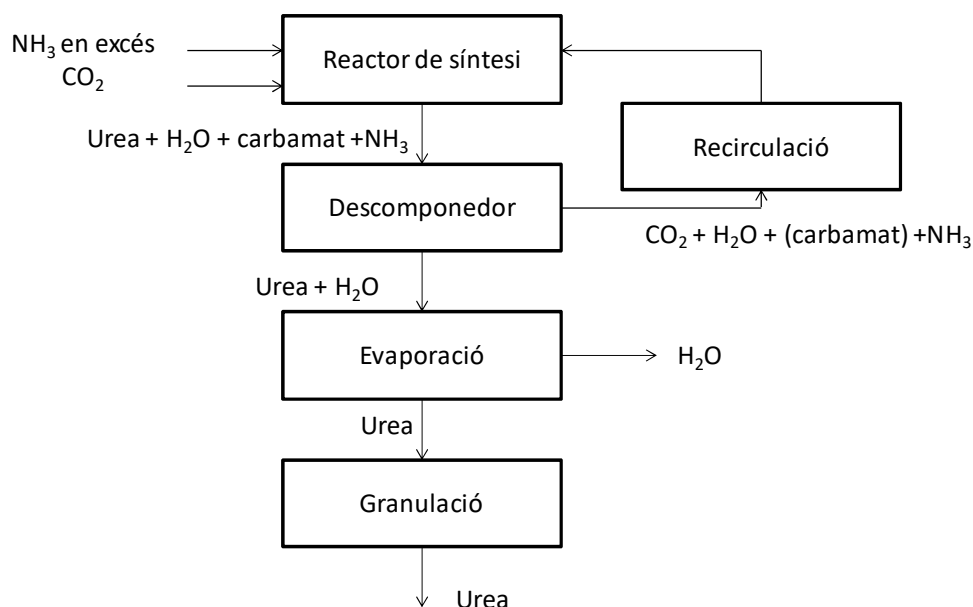 NH₃ en excés
CO₂
Reactor de síntesi
Urea + H₂O + carbamat +NH₃
Recirculació
Descomponedor
CO₂ + H₂O + (carbamat) +NH₃
Urea + H₂O
Evaporació
H₂O
Urea
Granulació
Urea